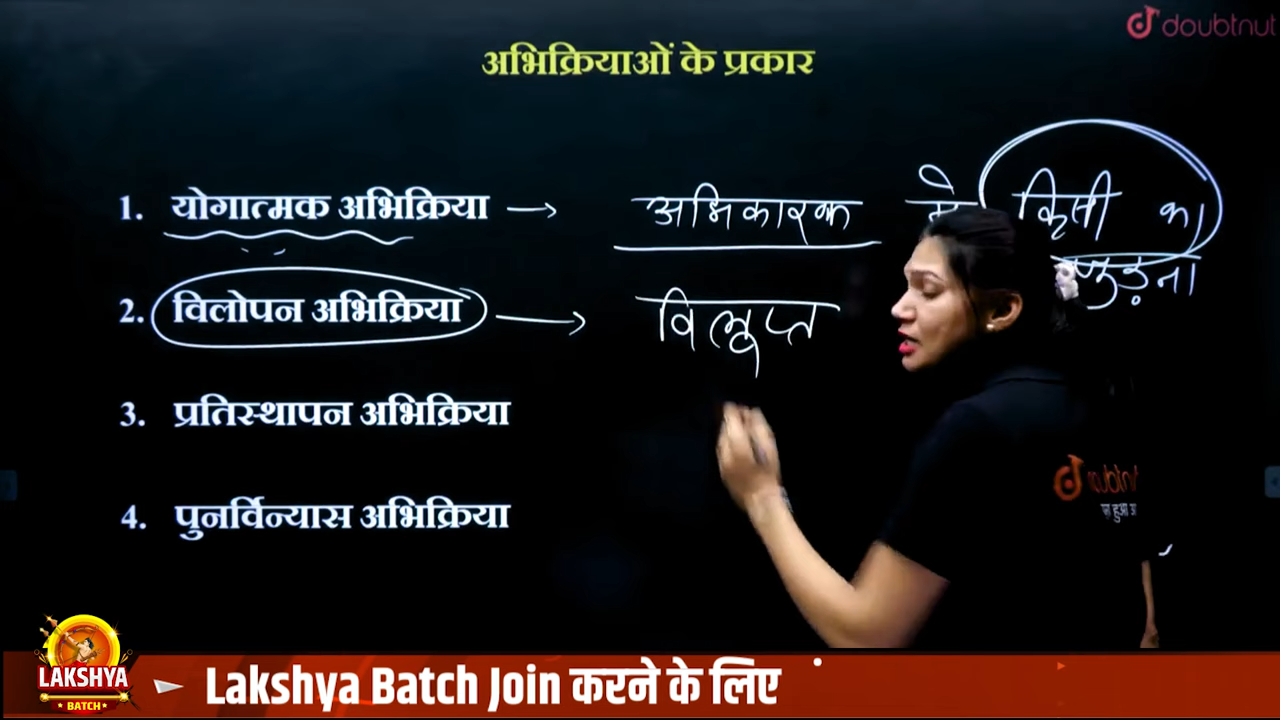 doubtnut
अभिक्रियाओं के प्रकार
1. योगात्मक अभिक्रिया → अभिकारक में किसी का
जुड़ना
2. विलोपन अभिक्रिया → विलुप्त
3. प्रतिस्थापन अभिक्रिया
4. पुनर्विन्यास अभिक्रिया
LAKSHYA
BATCH
Lakshya Batch Join करने के लिए